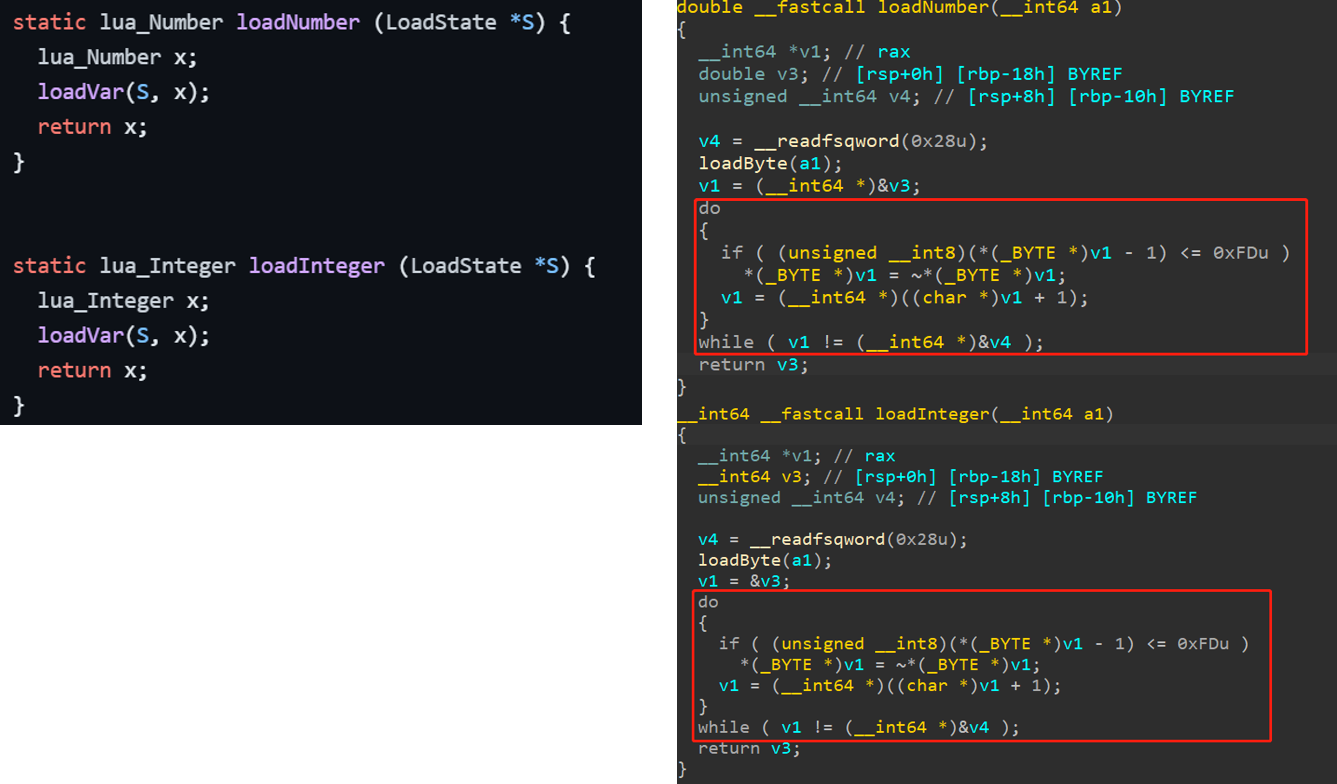 static lua_Number loadNumber (LoadState *S) {
  lua_Number x;
  loadVar(S, x);
  return x;
}
static lua_Integer loadInteger (LoadState *S) {
  lua_Integer x;
  loadVar(S, x);
  return x;
}
double __fastcall loadNumber(__int64 a1)
{
  __int64 *v1; // rax
  double v3; // [rsp+0h] [rbp-18h] BYREF
  unsigned __int64 v4; // [rsp+8h] [rbp-10h] BYREF
  v4 = __readfsqword(0x28u);
  loadByte(a1);
  v1 = (__int64 *)&v3;
  do
  {
    if ( (unsigned __int8)(*(_BYTE *)v1 - 1) <= 0xFDu )
      *(_BYTE *)v1 = ~*(_BYTE *)v1;
    v1 = (__int64 *)((char *)v1 + 1);
  }
  while ( v1 != (__int64 *)&v4 );
  return v3;
}
__int64 __fastcall loadInteger(__int64 a1)
{
  __int64 *v1; // rax
  __int64 v3; // [rsp+0h] [rbp-18h] BYREF
  unsigned __int64 v4; // [rsp+8h] [rbp-10h] BYREF
  v4 = __readfsqword(0x28u);
  loadByte(a1);
  v1 = &v3;
  do
  {
    if ( (unsigned __int8)(*(_BYTE *)v1 - 1) <= 0xFDu )
      *(_BYTE *)v1 = ~*(_BYTE *)v1;
    v1 = (__int64 *)((char *)v1 + 1);
  }
  while ( v1 != (__int64 *)&v4 );
  return v3;
}